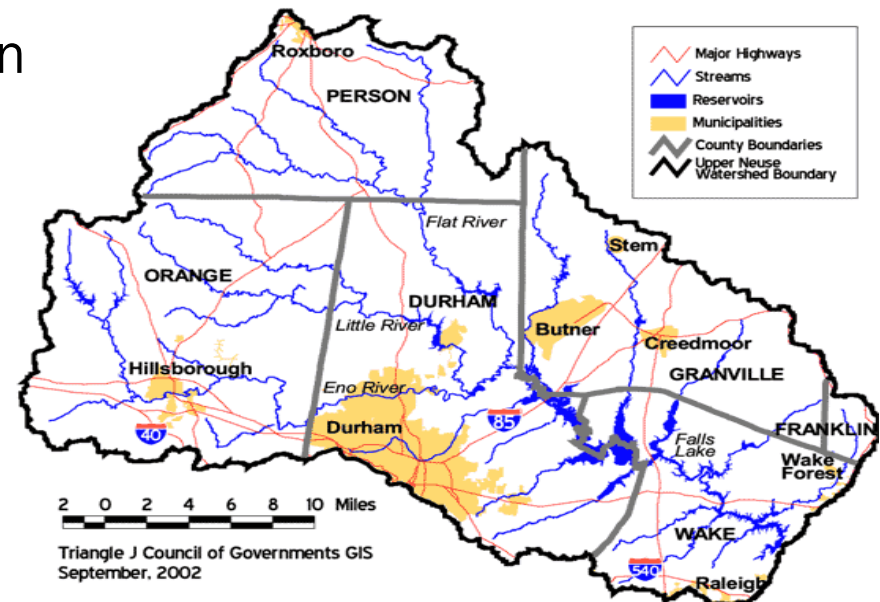 n
Roxboro
PERSON
Major Highways
Streams
Reservoirs
Municipalities
County Boundaries
Upper Neuse
Watershed Boundary
Flat River
Stem
ORANGE
DURHAM
Little River
Butner
Creedmoor
Hillsborough
GRANVILLE
Eno River
85
FRANKLIN
40
Durham
Falls
Lake
Wake
Forest
2 0 2 4 6 8 10 Miles
WAKE
Triangle J Council of Governments GIS
September, 2002
540
Raleigh